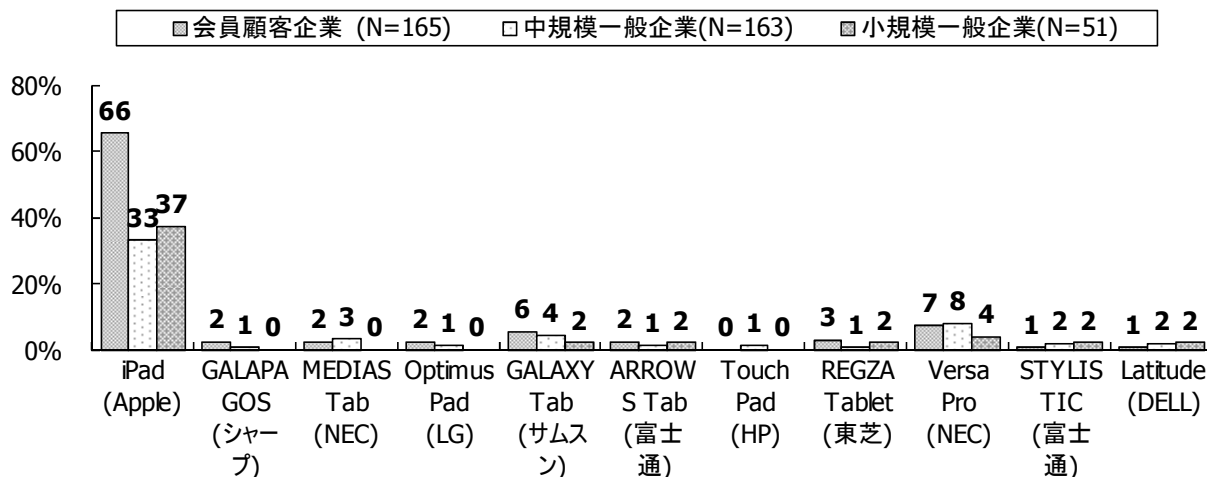 会員顧客企業 (N=165) 中規模一般企業(N=163) 小規模一般企業(N=51)
80%
60%
40%
20%
0%
66 33 37
2 1 0
2 3 0
2 1 0
6 4 2
2 1 2
0 1 0
3 1 2
7 8 4
1 2 2
1 2 2
iPad
(Apple)
GALAPA
GOS
(シャー
プ)
MEDIAS
Tab
(NEC)
Optimus
Pad
(LG)
GALAXY
Tab
(サムス
ン)
ARROW
S Tab
(富士
通)
Touch
Pad
(HP)
REGZA
Tablet
(東芝)
Versa
Pro
(NEC)
STYLIS
TIC
(富士
通)
Latitude
(DELL)